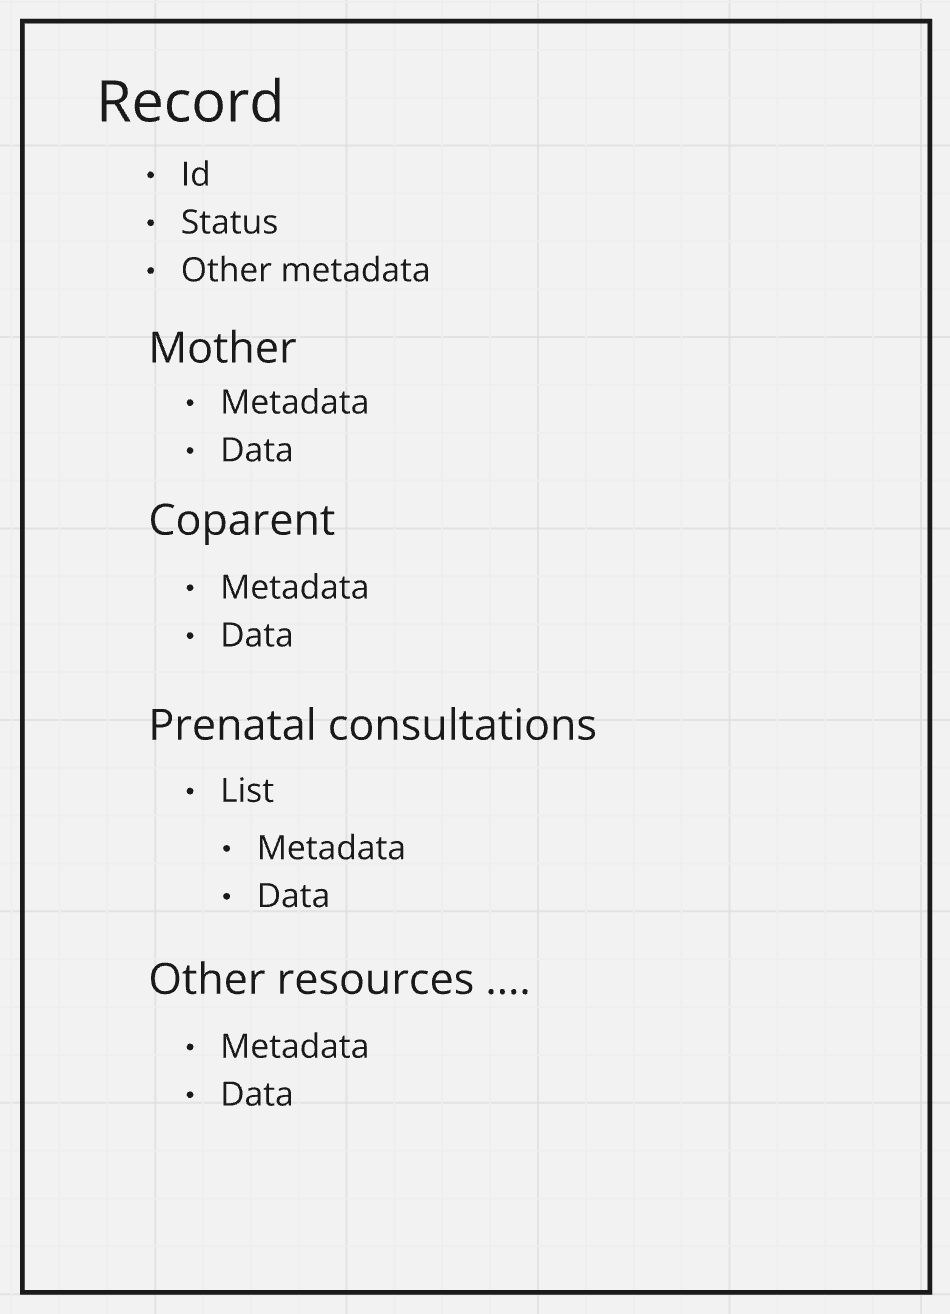 Record
• Id
• Status
• Other metadata
Mother
• Metadata
• Data
Coparent
• Metadata
• Data
Prenatal consultations
• List
• Metadata
• Data
Other resources ....
• Metadata
• Data